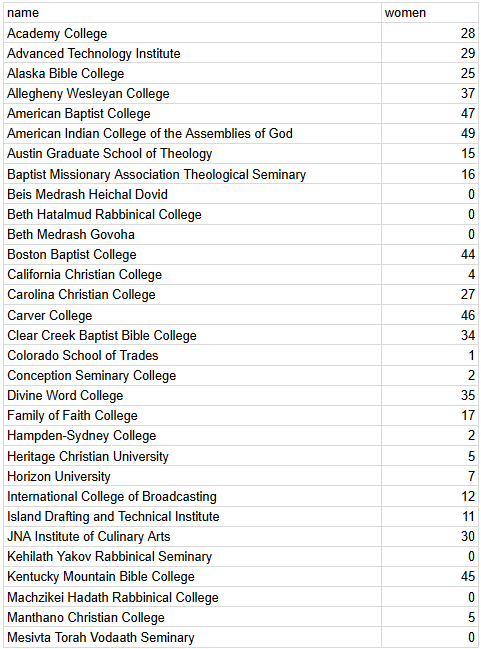 name women
Academy College 28
Advanced Technology Institute 29
Alaska Bible College 25
Allegheny Wesleyan College 37
American Baptist College 47
American Indian College of the Assemblies of God 49
Austin Graduate School of Theology 15
Baptist Missionary Association Theological Seminary 16
Beis Medrash Heichal Dovid 0
Beth Hatalmud Rabbinical College 0
Beth Medrash Govoha 0
Boston Baptist College 44
California Christian College 4
Carolina Christian College 27
Carver College 46
Clear Creek Baptist Bible College 34
Colorado School of Trades 1
Conception Seminary College 2
Divine Word College 35
Family of Faith College 17
Hampden-Sydney College 2
Heritage Christian University 5
Horizon University 7
International College of Broadcasting 12
Island Drafting and Technical Institute 11
JNA Institute of Culinary Arts 30
Kehilath Yakov Rabbinical Seminary 0
Kentucky Mountain Bible College 45
Machzikei Hadath Rabbinical College 0
Manthano Christian College 5
Mesivta Torah Vodaath Seminary 0